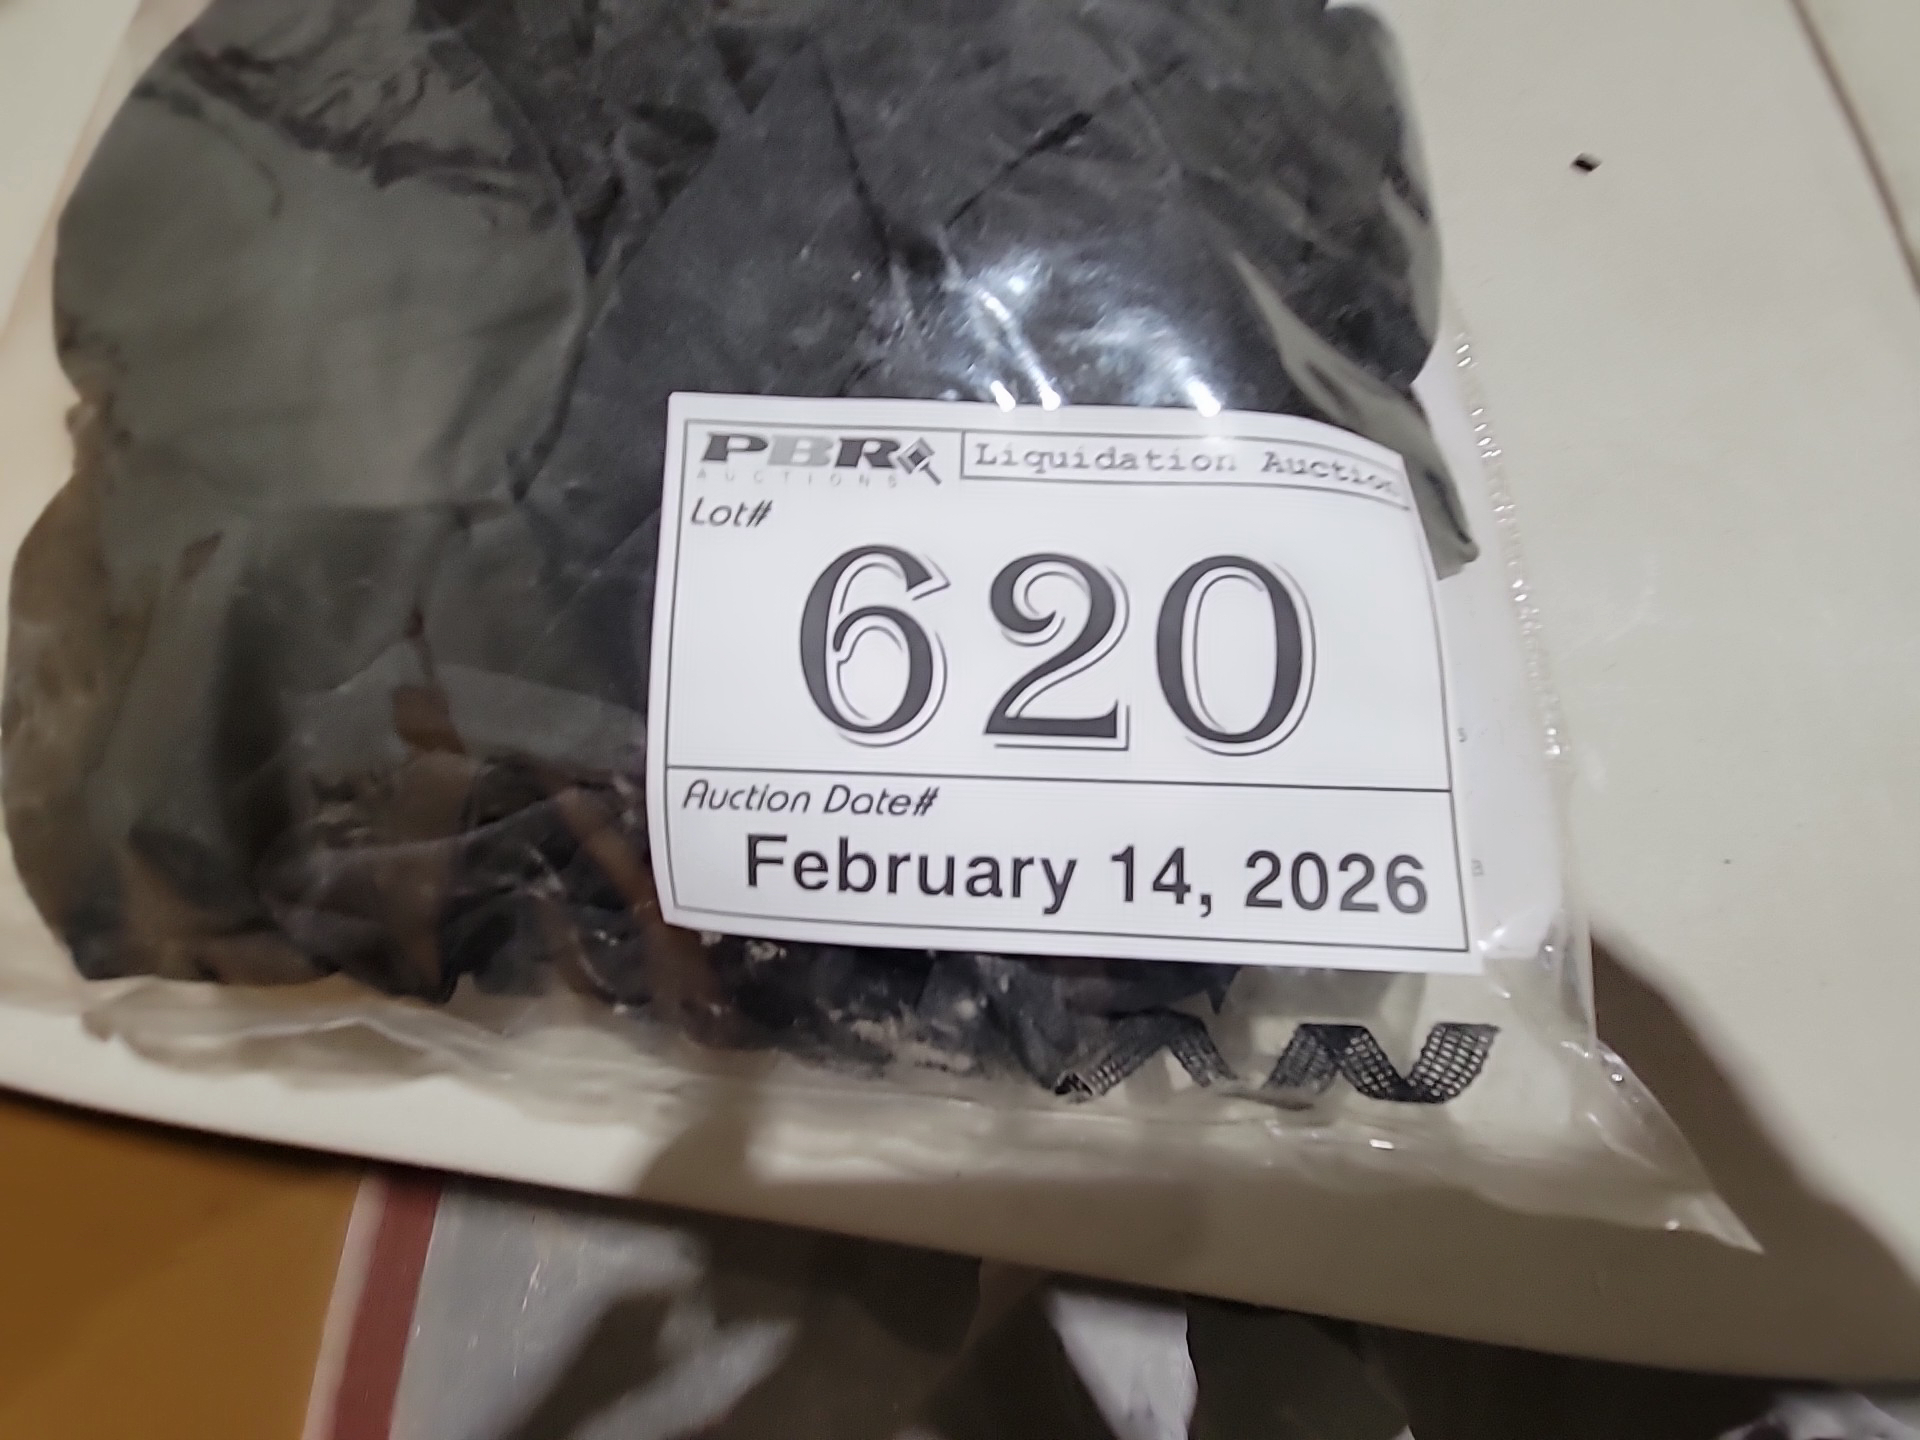 PBR
AUCTIONS
Liquidation Auction
Lot#
620
Auction Date#
February 14, 2026